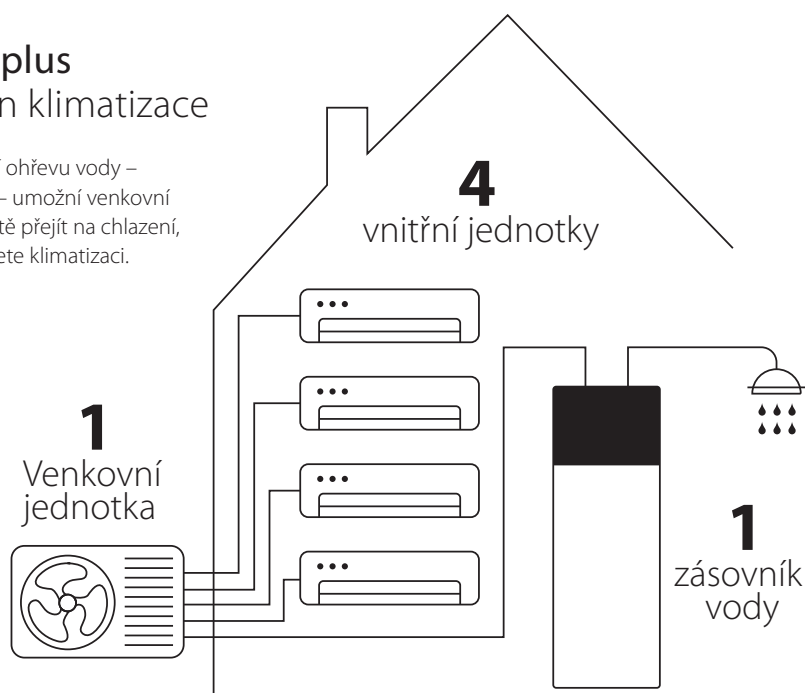 plus
n klimatizace
í ohřevu vody –
– umožní venkovní
tě přejít na chlazení,
ete klimatizaci.
4
vnitřní jednotky
1
Venkovní
jednotka
1
zásovník
vody